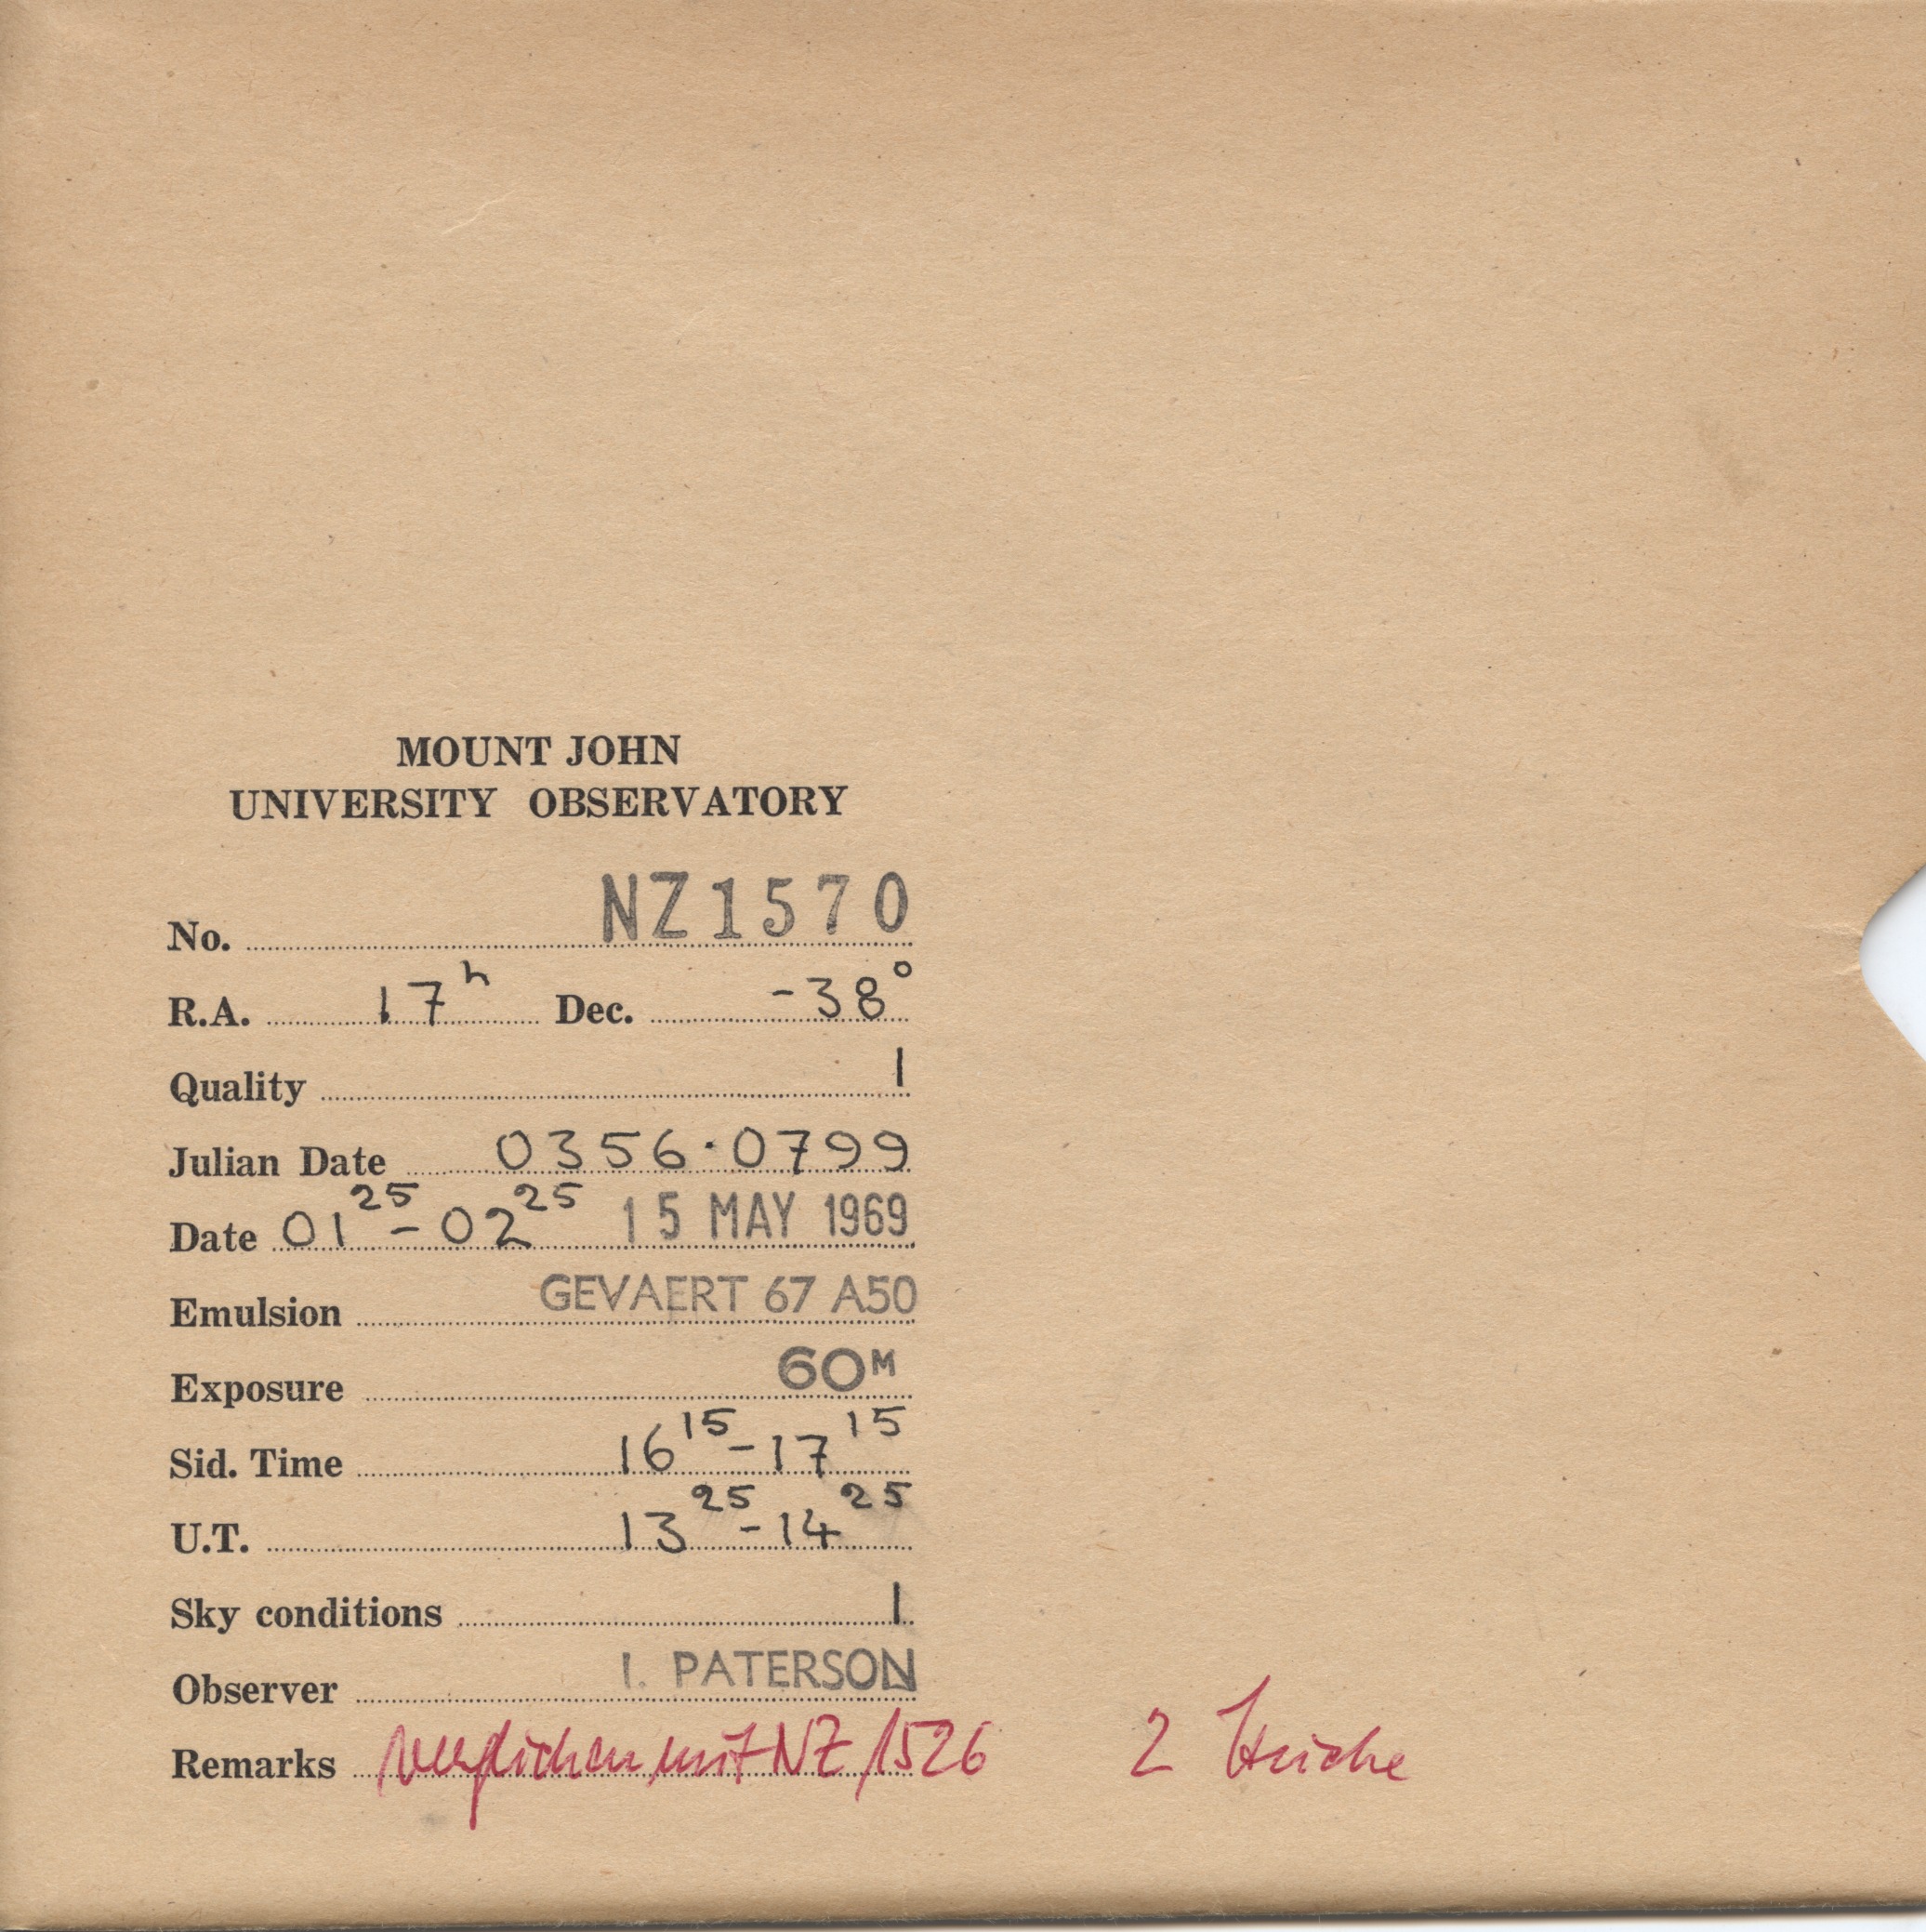 MOUNT JOHN
UNIVERSITY OBSERVATORY
No. NZ1570
R.A. 17h Dec. -38°
Quality 1
Julian Date 0356.0799
Date 01 25 - 02 25 15 MAY 1969
Emulsion GEVAERT 67 A50
Exposure 60M
Sid. Time 16 15 - 17 15
U.T. 13 25 - 14 25
Sky conditions 1
Observer I. PATERSON
Remarks verglichen mit NZ 1526 2 Striche